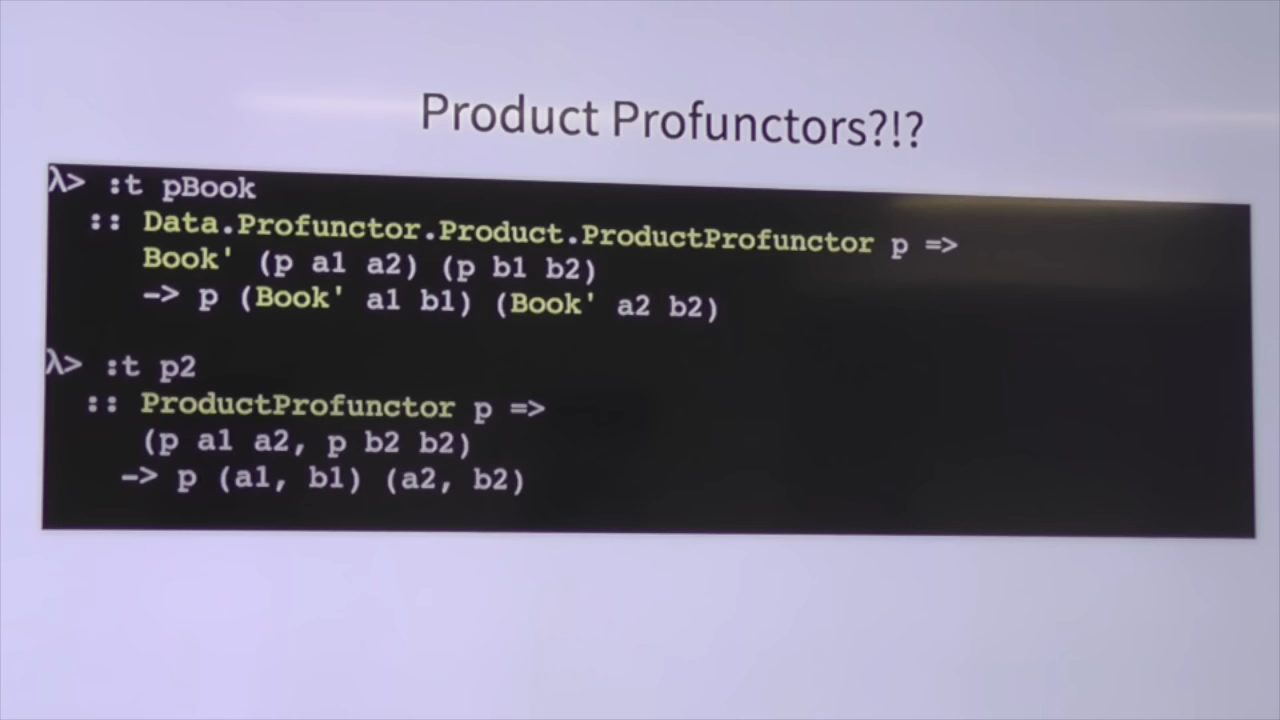 Product Profunctors?!?
λ> :t pBook
:: Data.Profunctor.Product.ProductProfunctor p =>
Book' (p a1 a2) (p b1 b2)
-> p (Book' a1 b1) (Book' a2 b2)
λ> :t p2
:: ProductProfunctor p =>
(p a1 a2, p b2 b2)
-> p (a1, b1) (a2, b2)